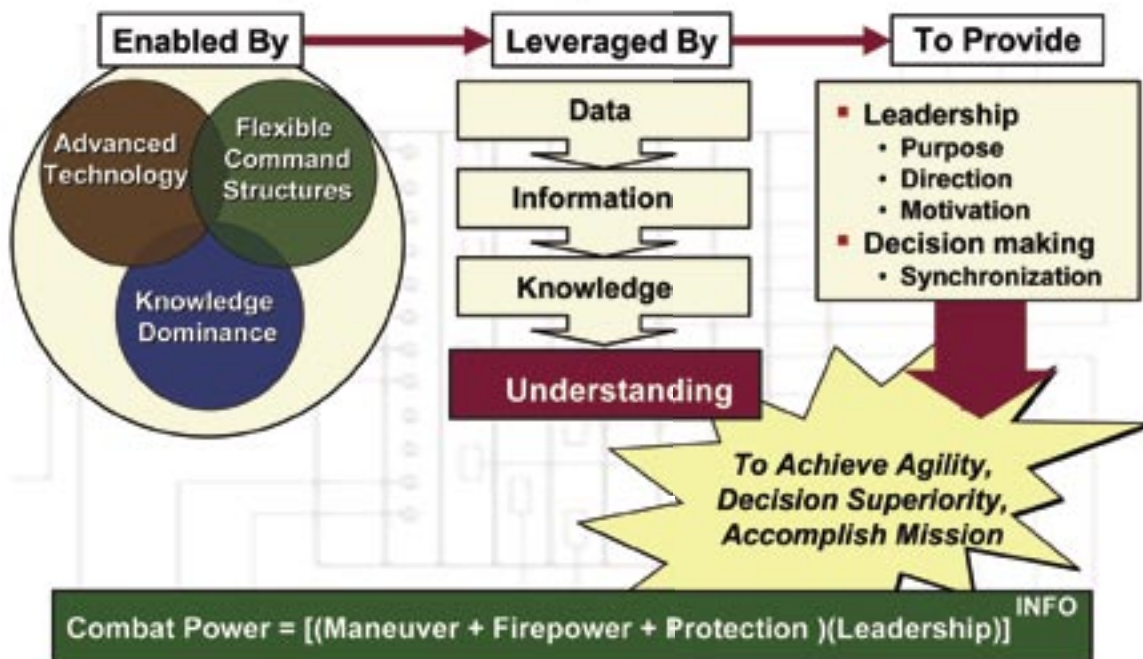 Enabled By
Leveraged By
To Provide
Advanced
Technology
Flexible
Command
Structures
Knowledge
Dominance
Data
Information
Knowledge
Understanding
▪ Leadership
• Purpose
• Direction
• Motivation
▪ Decision making
• Synchronization
To Achieve Agility,
Decision Superiority,
Accomplish Mission
Combat Power = [(Maneuver + Firepower + Protection )(Leadership)] INFO